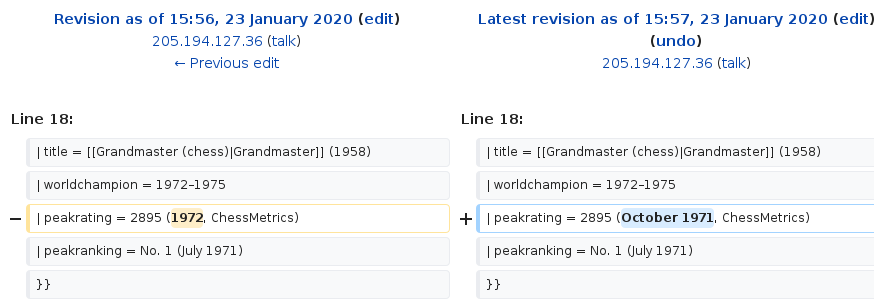 Revision as of 15:56, 23 January 2020 (edit)
205.194.127.36 (talk)
← Previous edit
Latest revision as of 15:57, 23 January 2020 (edit)
(undo)
205.194.127.36 (talk)
Line 18:
Line 18:
| title = [[Grandmaster (chess)|Grandmaster]] (1958)
| title = [[Grandmaster (chess)|Grandmaster]] (1958)
| worldchampion = 1972–1975
| worldchampion = 1972–1975
− | peakrating = 2895 (1972, ChessMetrics)
+ | peakrating = 2895 (October 1971, ChessMetrics)
| peakranking = No. 1 (July 1971)
| peakranking = No. 1 (July 1971)
}}
}}